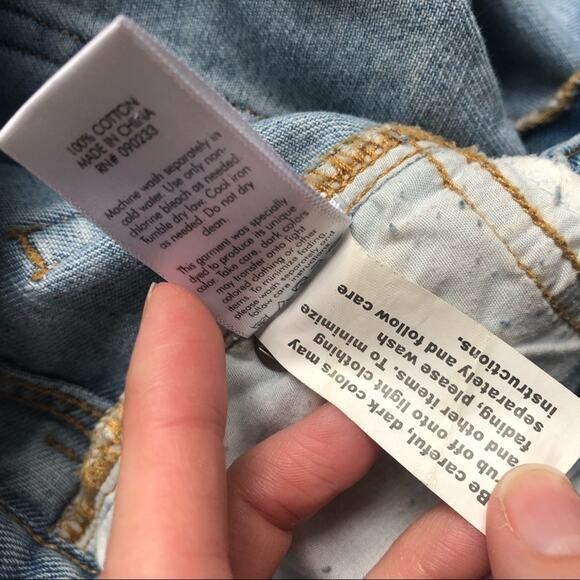 100% COTTON
MADE IN CHINA
RN# 090233
Machine wash separately in
cold water. Use only non-
chlorine bleach as needed
Tumble dry low. Cool iron
as needed. Do not dry
clean.
This garment was specially
dyed to produce its unique
color. Take care, dark colors
may transfer onto light
colored clothing or other
items. To minimize fading,
please wash separately and
follow care instructions.
Be careful, dark colors may
rub off onto light clothing
and other items. To minimize
fading, please wash
separately and follow care
instructions.